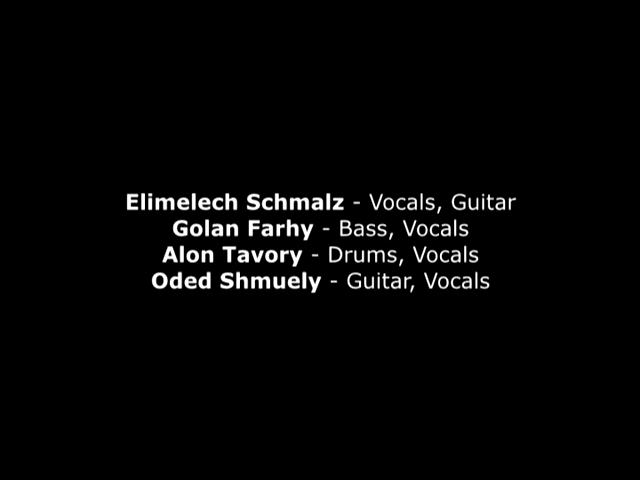 Elimelech Schmalz - Vocals, Guitar
Golan Farhy - Bass, Vocals
Alon Tavory - Drums, Vocals
Oded Shmuely - Guitar, Vocals